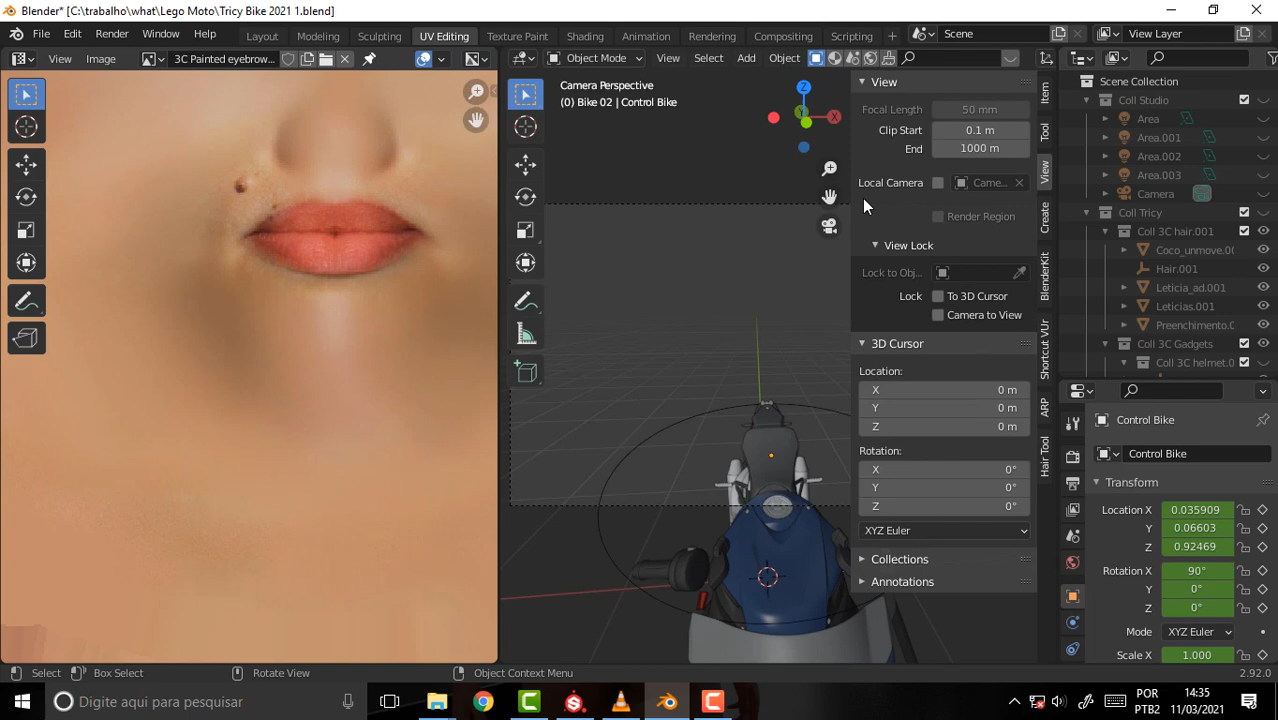 Blender* [C:\trabalho\what\Lego Moto\Tricy Bike 2021 1.blend]
File Edit Render Window Help Layout Modeling Sculpting UV Editing Texture Paint Shading Animation Rendering Compositing Scripting + Scene View Layer
View Image 3C Painted eyebrow... Object Mode View Select Add Object
Camera Perspective
(0) Bike 02 | Control Bike
Z
X
View
Focal Length 50 mm
Clip Start 0.1 m
End 1000 m
Local Camera Came...
Render Region
View Lock
Lock to Obj...
Lock To 3D Cursor
Camera to View
3D Cursor
Location:
X 0 m
Y 0 m
Z 0 m
Rotation:
X 0°
Y 0°
Z 0°
XYZ Euler
Collections
Annotations
Item
Tool
View
Create
BlenderKit
Shortcut VUr
ARP
Hair Tool
Scene Collection
Coll Studio
Area
Area.001
Area.002
Area.003
Camera
Coll Tricy
Coll 3C hair.001
Coco_unmove.0(
Hair.001
Leticia_ad.001
Leticias.001
Preenchimento.0
Coll 3C Gadgets
Coll 3C helmet.0
Control Bike
Control Bike
Transform
Location X 0.035909
Y 0.06603
Z 0.92469
Rotation X 90°
Y 0°
Z 0°
Mode XYZ Euler
Scale X 1.000
Select Box Select Rotate View Object Context Menu 2.92.0
Digite aqui para pesquisar
POR
PTB2
14:35
11/03/2021